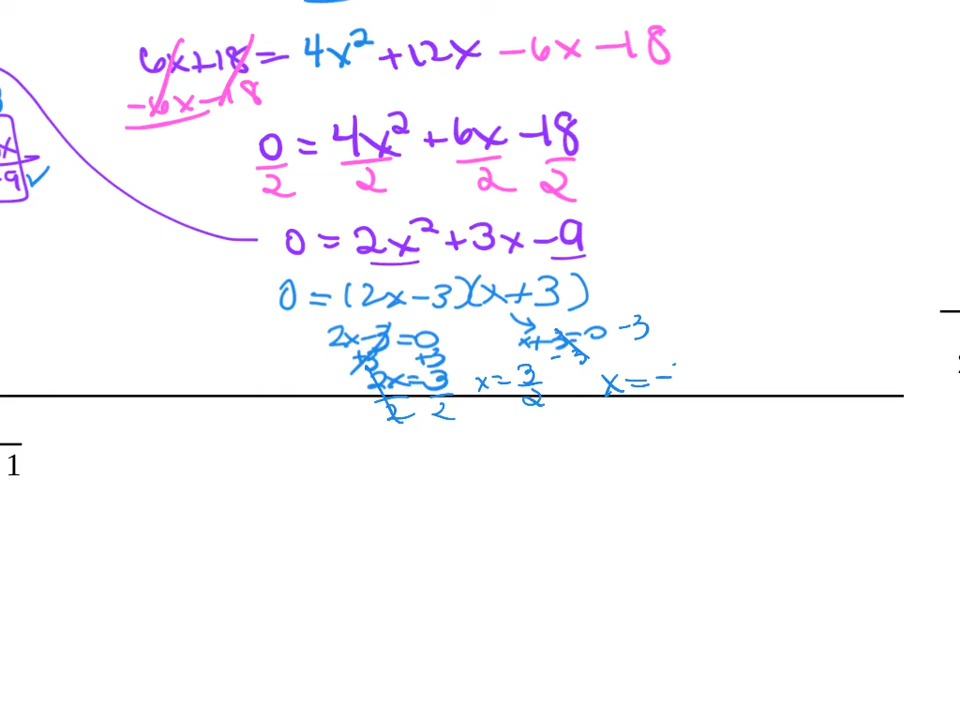 6x+18 = 4x² +12x -6x -18
-6x -18
0 = 4x² +6x -18
2 2 2 2
0 = 2x² +3x -9
0 = (2x-3)(x+3)
2x-3=0 x+3=0 -3
+3 +3 -3
2x=3 x=3/2 x=-
2 2
x
-9 ✓
1